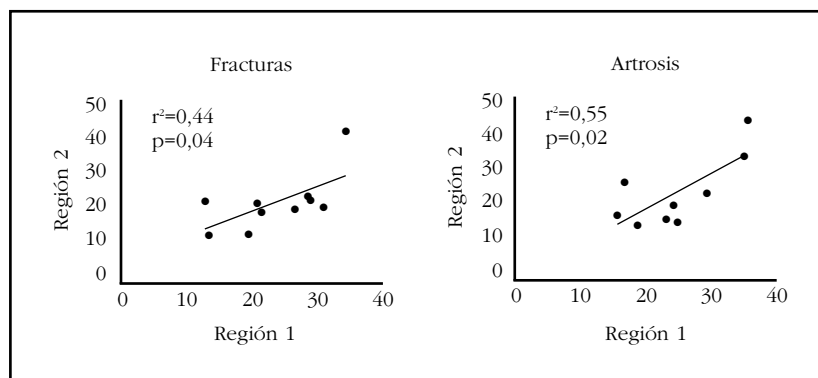 Fracturas
r²=0,44
p=0,04
50
40
30
20
10
0
Región 2
0 10 20 30 40
Región 1
Artrosis
r²=0,55
p=0,02
50
40
30
20
10
0
Región 2
0 10 20 30 40
Región 1